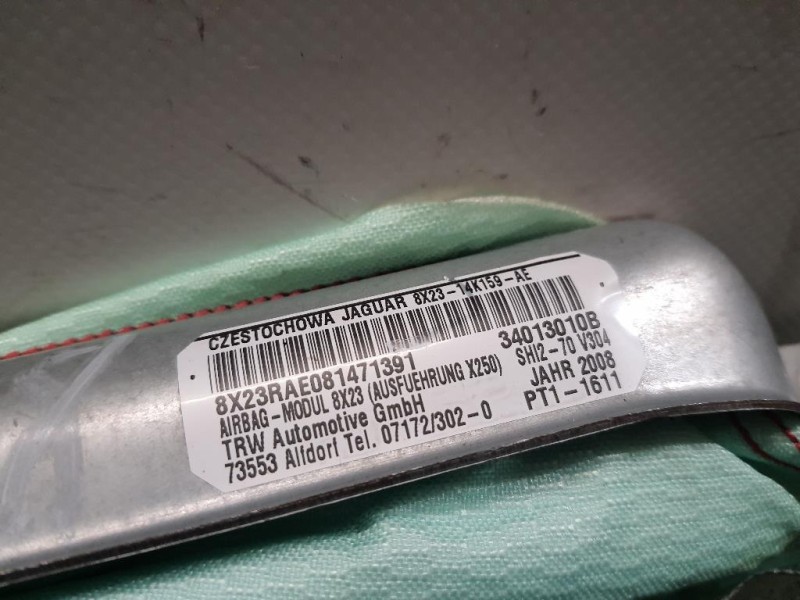 CZESTOCHOWA JAGUAR 8X23-14K159-AE
8X23RAE081471391 34013010B
AIRBAG-MODUL 8X23 (AUSFUEHRUNG X250) SHI2-70 V304
TRW Automotive GmbH JAHR 2008
73553 Alfdorf Tel. 07172/302-0 PT1-1611